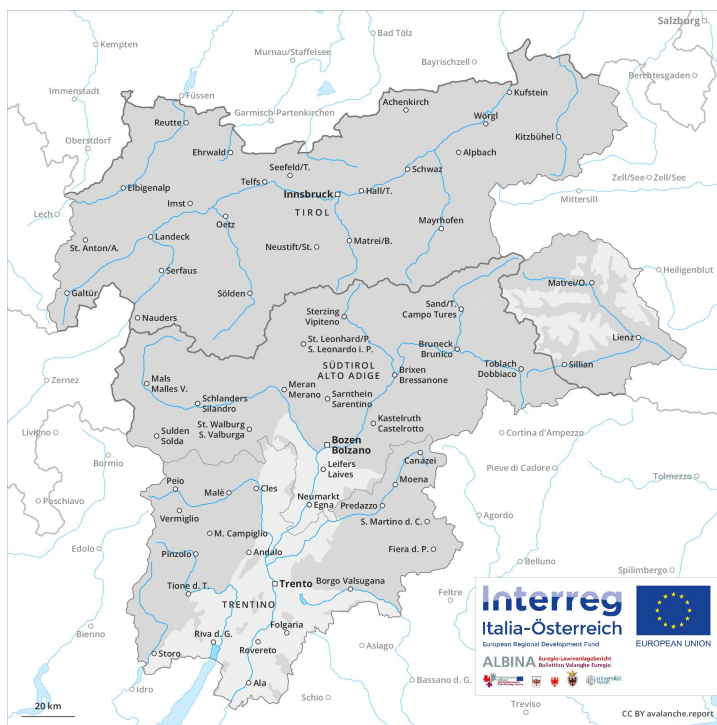 Salzburg
Kempten
Bad Tölz
Murnau/Staffelsee
Bayrischzell
Berchtesgaden
Immenstadt
Füssen
Garmisch-Partenkirchen
Achenkirch
Kufstein
Reutte
Wörgl
Oberstdorf
Ehrwald
Kitzbühel
Alpbach
Seefeld/T.
Schwaz
Telfs
Zell/See
Zell/See
Elbigenalp
Innsbruck
Hall/T.
Mittersill
Imst
TIROL
Lech
Oetz
Mayrhofen
Landeck
St. Anton/A.
Neustift/St.
Matrei/B.
Serfaus
Heiligenblut
Galtür
Sölden
Matrei/O.
Nauders
Sterzing
Vipiteno
Sand/T.
Campo Tures
Lienz
St. Leonhard/P.
S. Leonardo i. P.
Bruneck
Brunico
SÜDTIROL
ALTO ADIGE
Toblach
Dobbiaco
Sillian
Zernez
Mals
Malles V.
Meran
Merano
Brixen
Bressanone
Schlanders
Silandro
Sarnthein
Sarentino
St. Walburg
S. Valburga
Kastelruth
Castelrotto
Livigno
Sulden
Solda
Cortina d'Ampezzo
Bozen
Bolzano
Bormio
Canazei
Pieve di Cadore
Leifers
Laives
Tolmezzo
Poschiavo
Peio
Malè
Cles
Moena
Neumarkt
Egna
Predazzo
Vermiglio
Agordo
S. Martino d. C.
M. Campiglio
Edolo
Pinzolo
Andalo
Fiera d. P.
Belluno
Spilimbergo
Tione d. T.
Trento
Borgo Valsugana
Feltre
TRENTINO
Folgaria
Bienno
Riva d. G.
Rovereto
Asiago
Storo
Ala
Idro
Schio
Bassano d. G.
Treviso
20 km
Interreg
Italia-Österreich
European Regional Development Fund
EUROPEAN UNION
ALBINA Euregio-Lawinenlagebericht
Bollettino Valanghe Euregio
universität
wien
CC BY avalanche.report